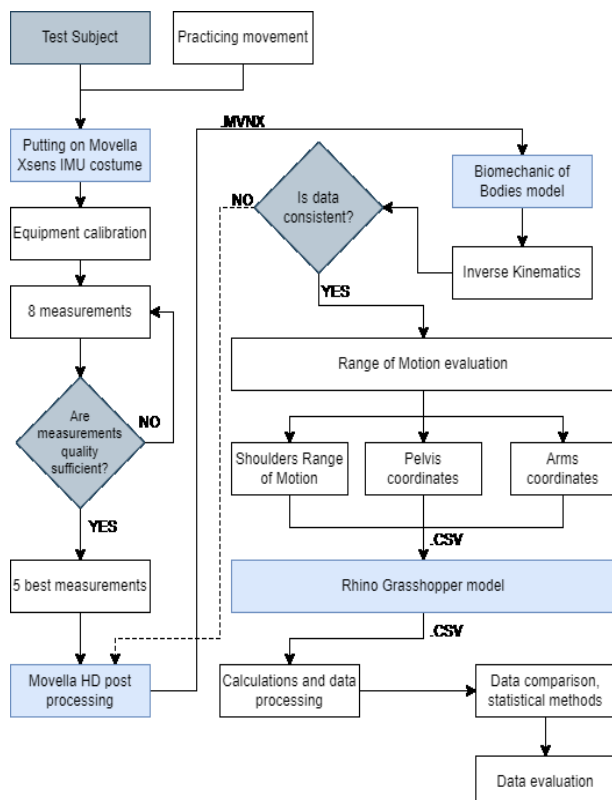 Test Subject
Practicing movement
Putting on Movella
Xsens IMU costume
Equipment calibration
8 measurements
Are
measurements
quality
sufficient?
NO
YES
5 best measurements
Movella HD post
processing
.MVNX
Biomechanic of
Bodies model
Inverse Kinematics
Is data
consistent?
NO
YES
Range of Motion evaluation
Shoulders Range
of Motion
Pelvis
coordinates
Arms
coordinates
.CSV
Rhino Grasshopper model
.CSV
Calculations and data
processing
Data comparison,
statistical methods
Data evaluation